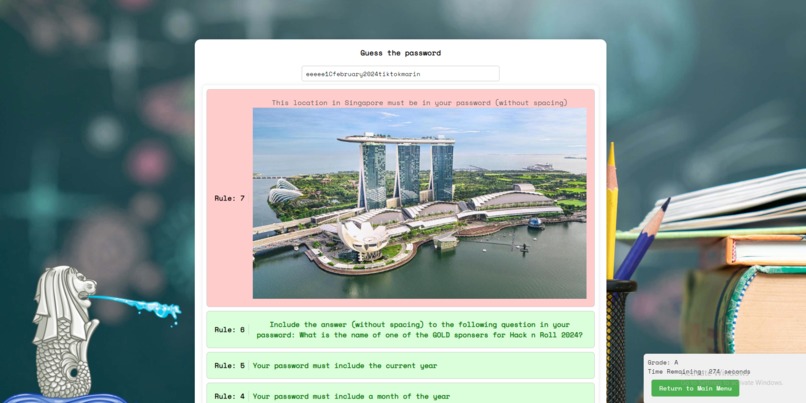 Guess the password
eeeee1Cfebruary2024tiktokmarin
This location in Singapore must be in your password (without spacing)
Rule: 7
Rule: 6
Include the answer (without spacing) to the following question in your
password: What is the name of one of the GOLD sponsers for Hack n Roll 2024?
Rule: 5
Your password must include the current year
Rule: 4
Your password must include a month of the year
Grade: A
Time Remaining: 274 seconds
Return to Main Menu